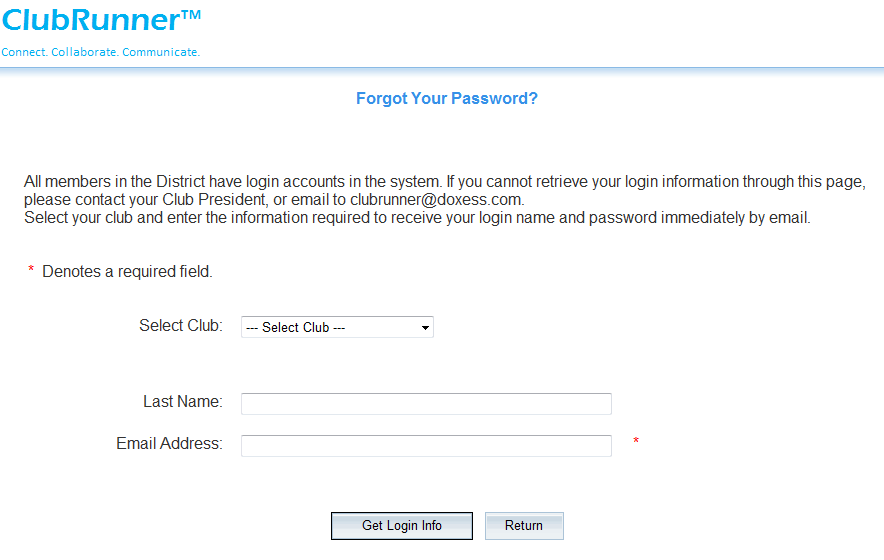 ClubRunner™
Connect. Collaborate. Communicate.
Forgot Your Password?
All members in the District have login accounts in the system. If you cannot retrieve your login information through this page,
please contact your Club President, or email to clubrunner@doxess.com.
Select your club and enter the information required to receive your login name and password immediately by email.
* Denotes a required field.
Select Club: --- Select Club ---
Last Name:
Email Address: *
Get Login Info Return